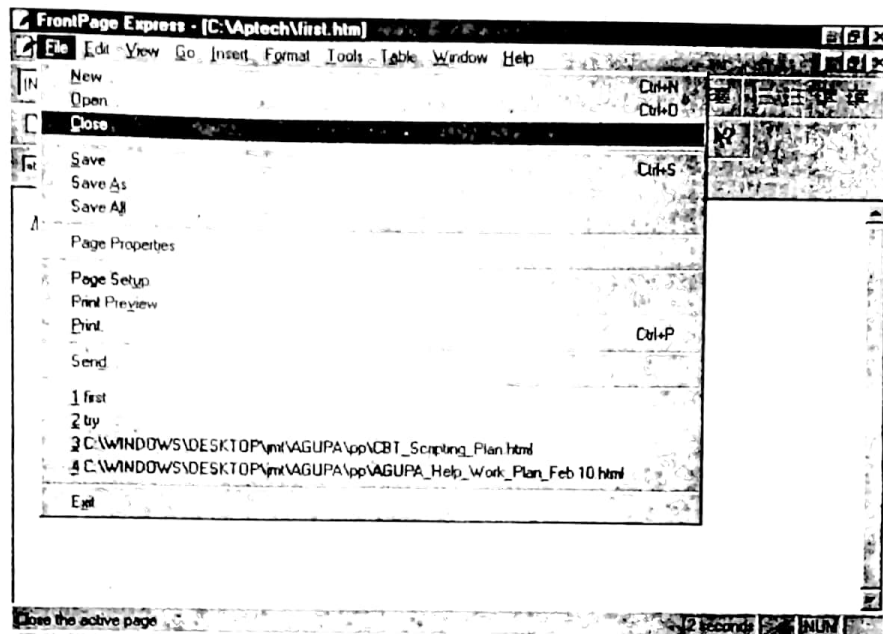 FrontPage Express - [C:\Aptech\first.htm]
File Edit View Go Insert Format Tools Table Window Help
New Ctrl+N
Open Ctrl+O
Close
Save Ctrl+S
Save As
Save All
Page Properties
Page Setup
Print Preview
Print Ctrl+P
Send
1 first
2 try
3 C:\WINDOWS\DESKTOP\jmt\AGUPA\pp\CBT_Scripting_Plan.html
4 C:\WINDOWS\DESKTOP\jmt\AGUPA\pp\AGUPA_Help_Work_Plan_Feb 10.html
Exit
Close the active page 2 seconds NUM